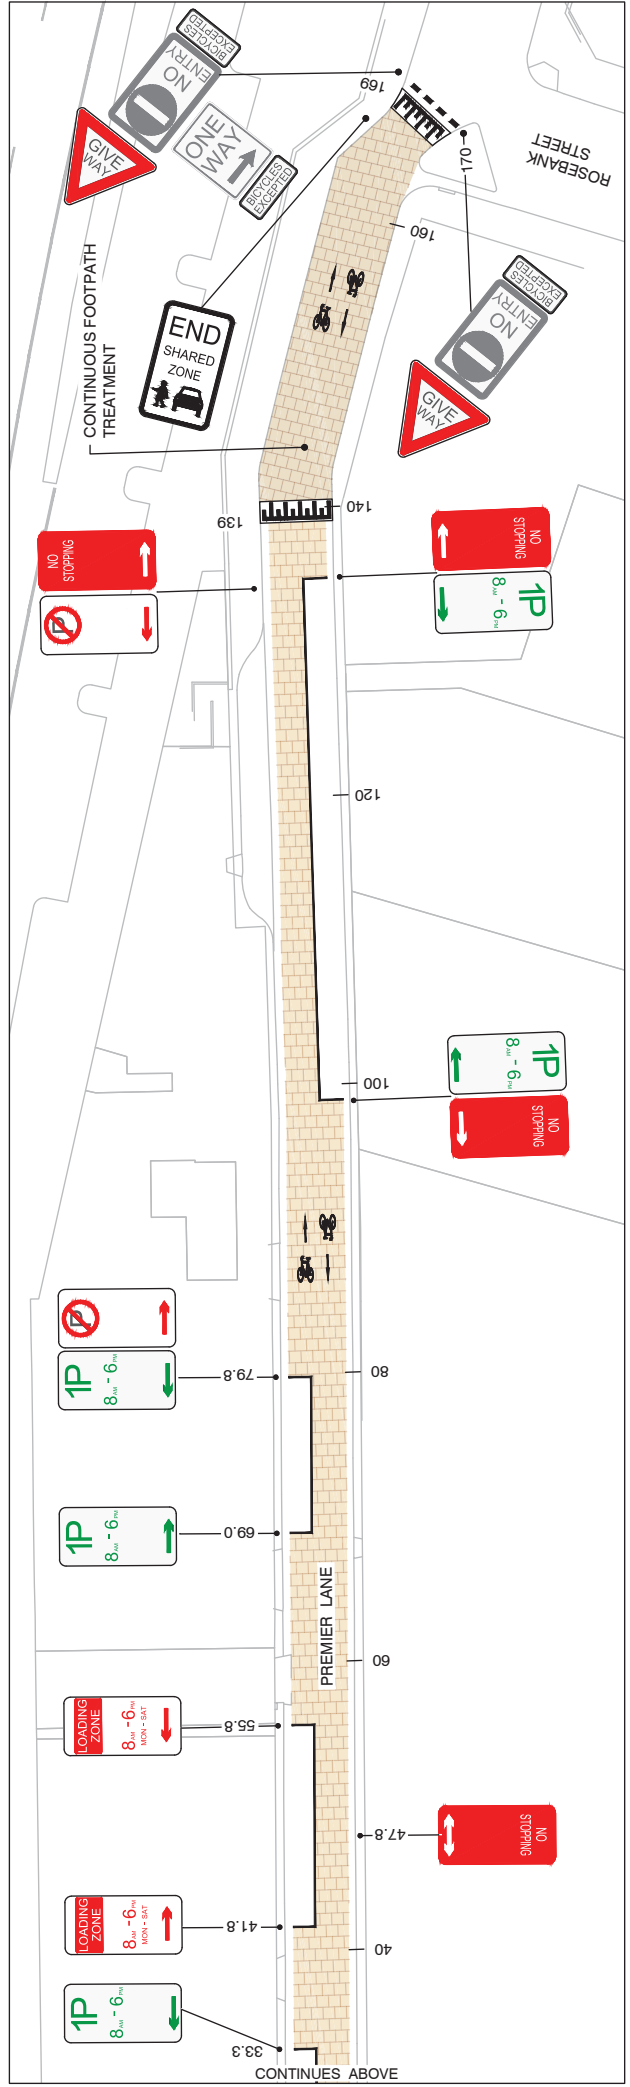 BICYCLES
EXCEPTED
NO
ENTRY
GIVE
WAY
ONE
WAY
BICYCLES
EXCEPTED
169
170
ROSEBANK
STREET
160
CONTINUOUS FOOTPATH
TREATMENT
END
SHARED
ZONE
BICYCLES
EXCEPTED
NO
ENTRY
GIVE
WAY
139
140
NO
STOPPING
P
NO
STOPPING
1P
8AM - 6PM
120
100
1P
8AM - 6PM
NO
STOPPING
P
1P
8AM - 6PM
79.8
80
1P
8AM - 6PM
69.0
PREMIER LANE
60
LOADING
ZONE
8AM - 6PM
MON - SAT
55.8
47.8
NO
STOPPING
LOADING
ZONE
8AM - 6PM
MON - SAT
41.8
40
1P
8AM - 6PM
33.3
CONTINUES ABOVE